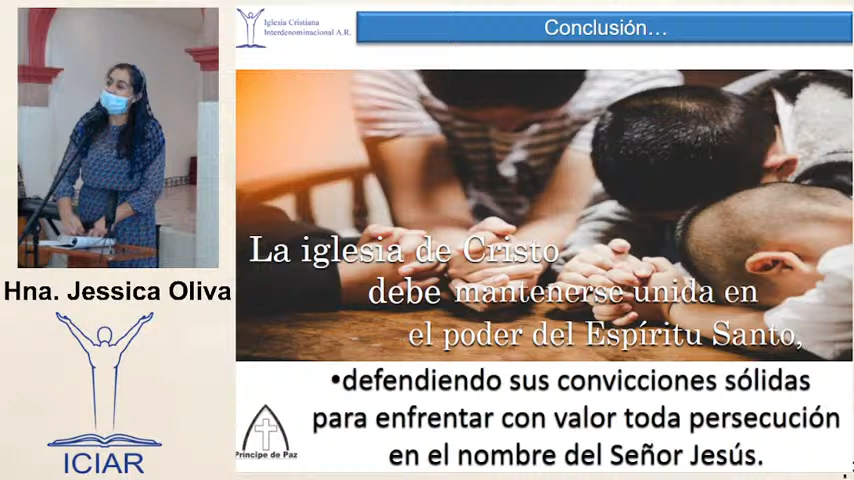 Iglesia Cristiana
Interdenominacional A.R.
Conclusión...
La iglesia de Cristo
debe mantenerse unida en
el poder del Espíritu Santo,
•defendiendo sus convicciones sólidas
para enfrentar con valor toda persecución
en el nombre del Señor Jesús.
Príncipe de Paz
Hna. Jessica Oliva
ICIAR